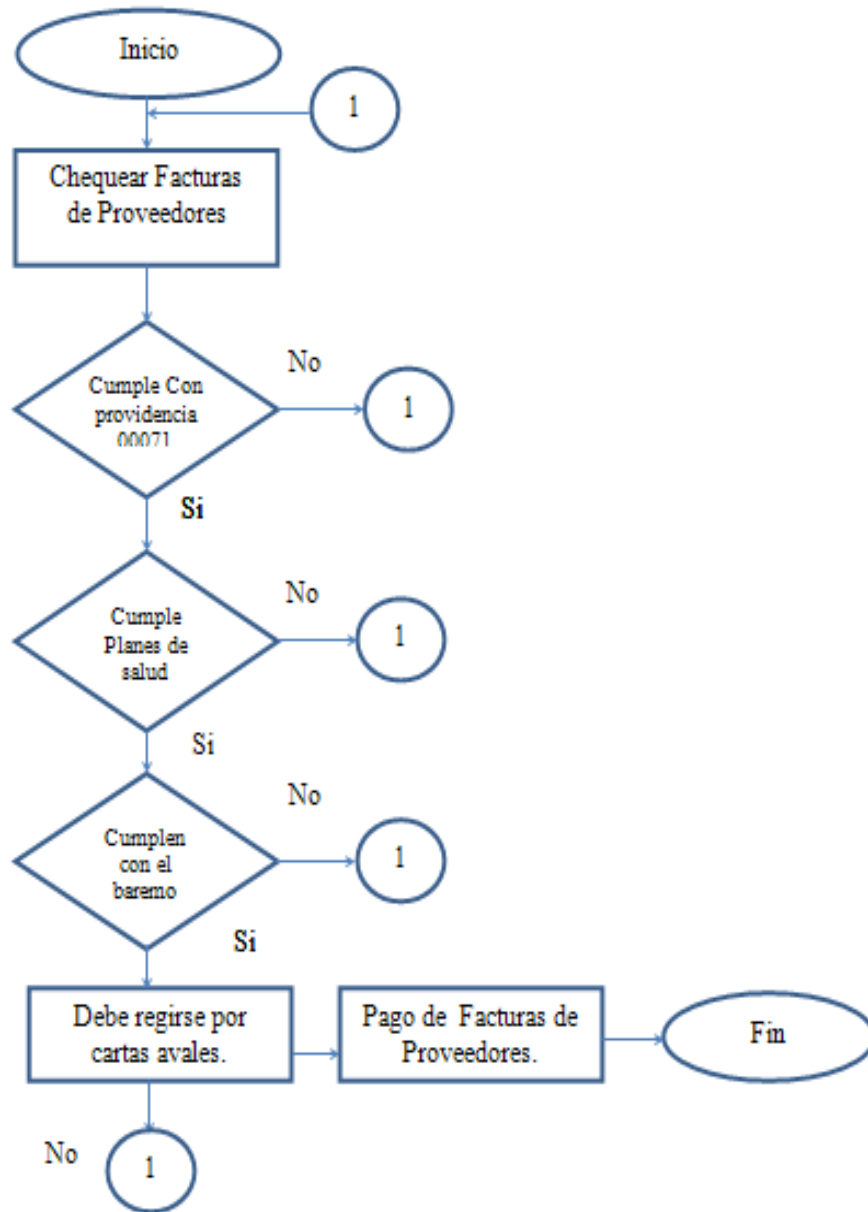 Inicio
1
Chequear Facturas
de Proveedores
No
Cumple Con
providencia
00071
1
Si
No
Cumple
Planes de
salud
1
Si
No
Cumplen
con el
baremo
1
Si
Debe regirse por
cartas avales.
Pago de Facturas de
Proveedores.
Fin
No
1